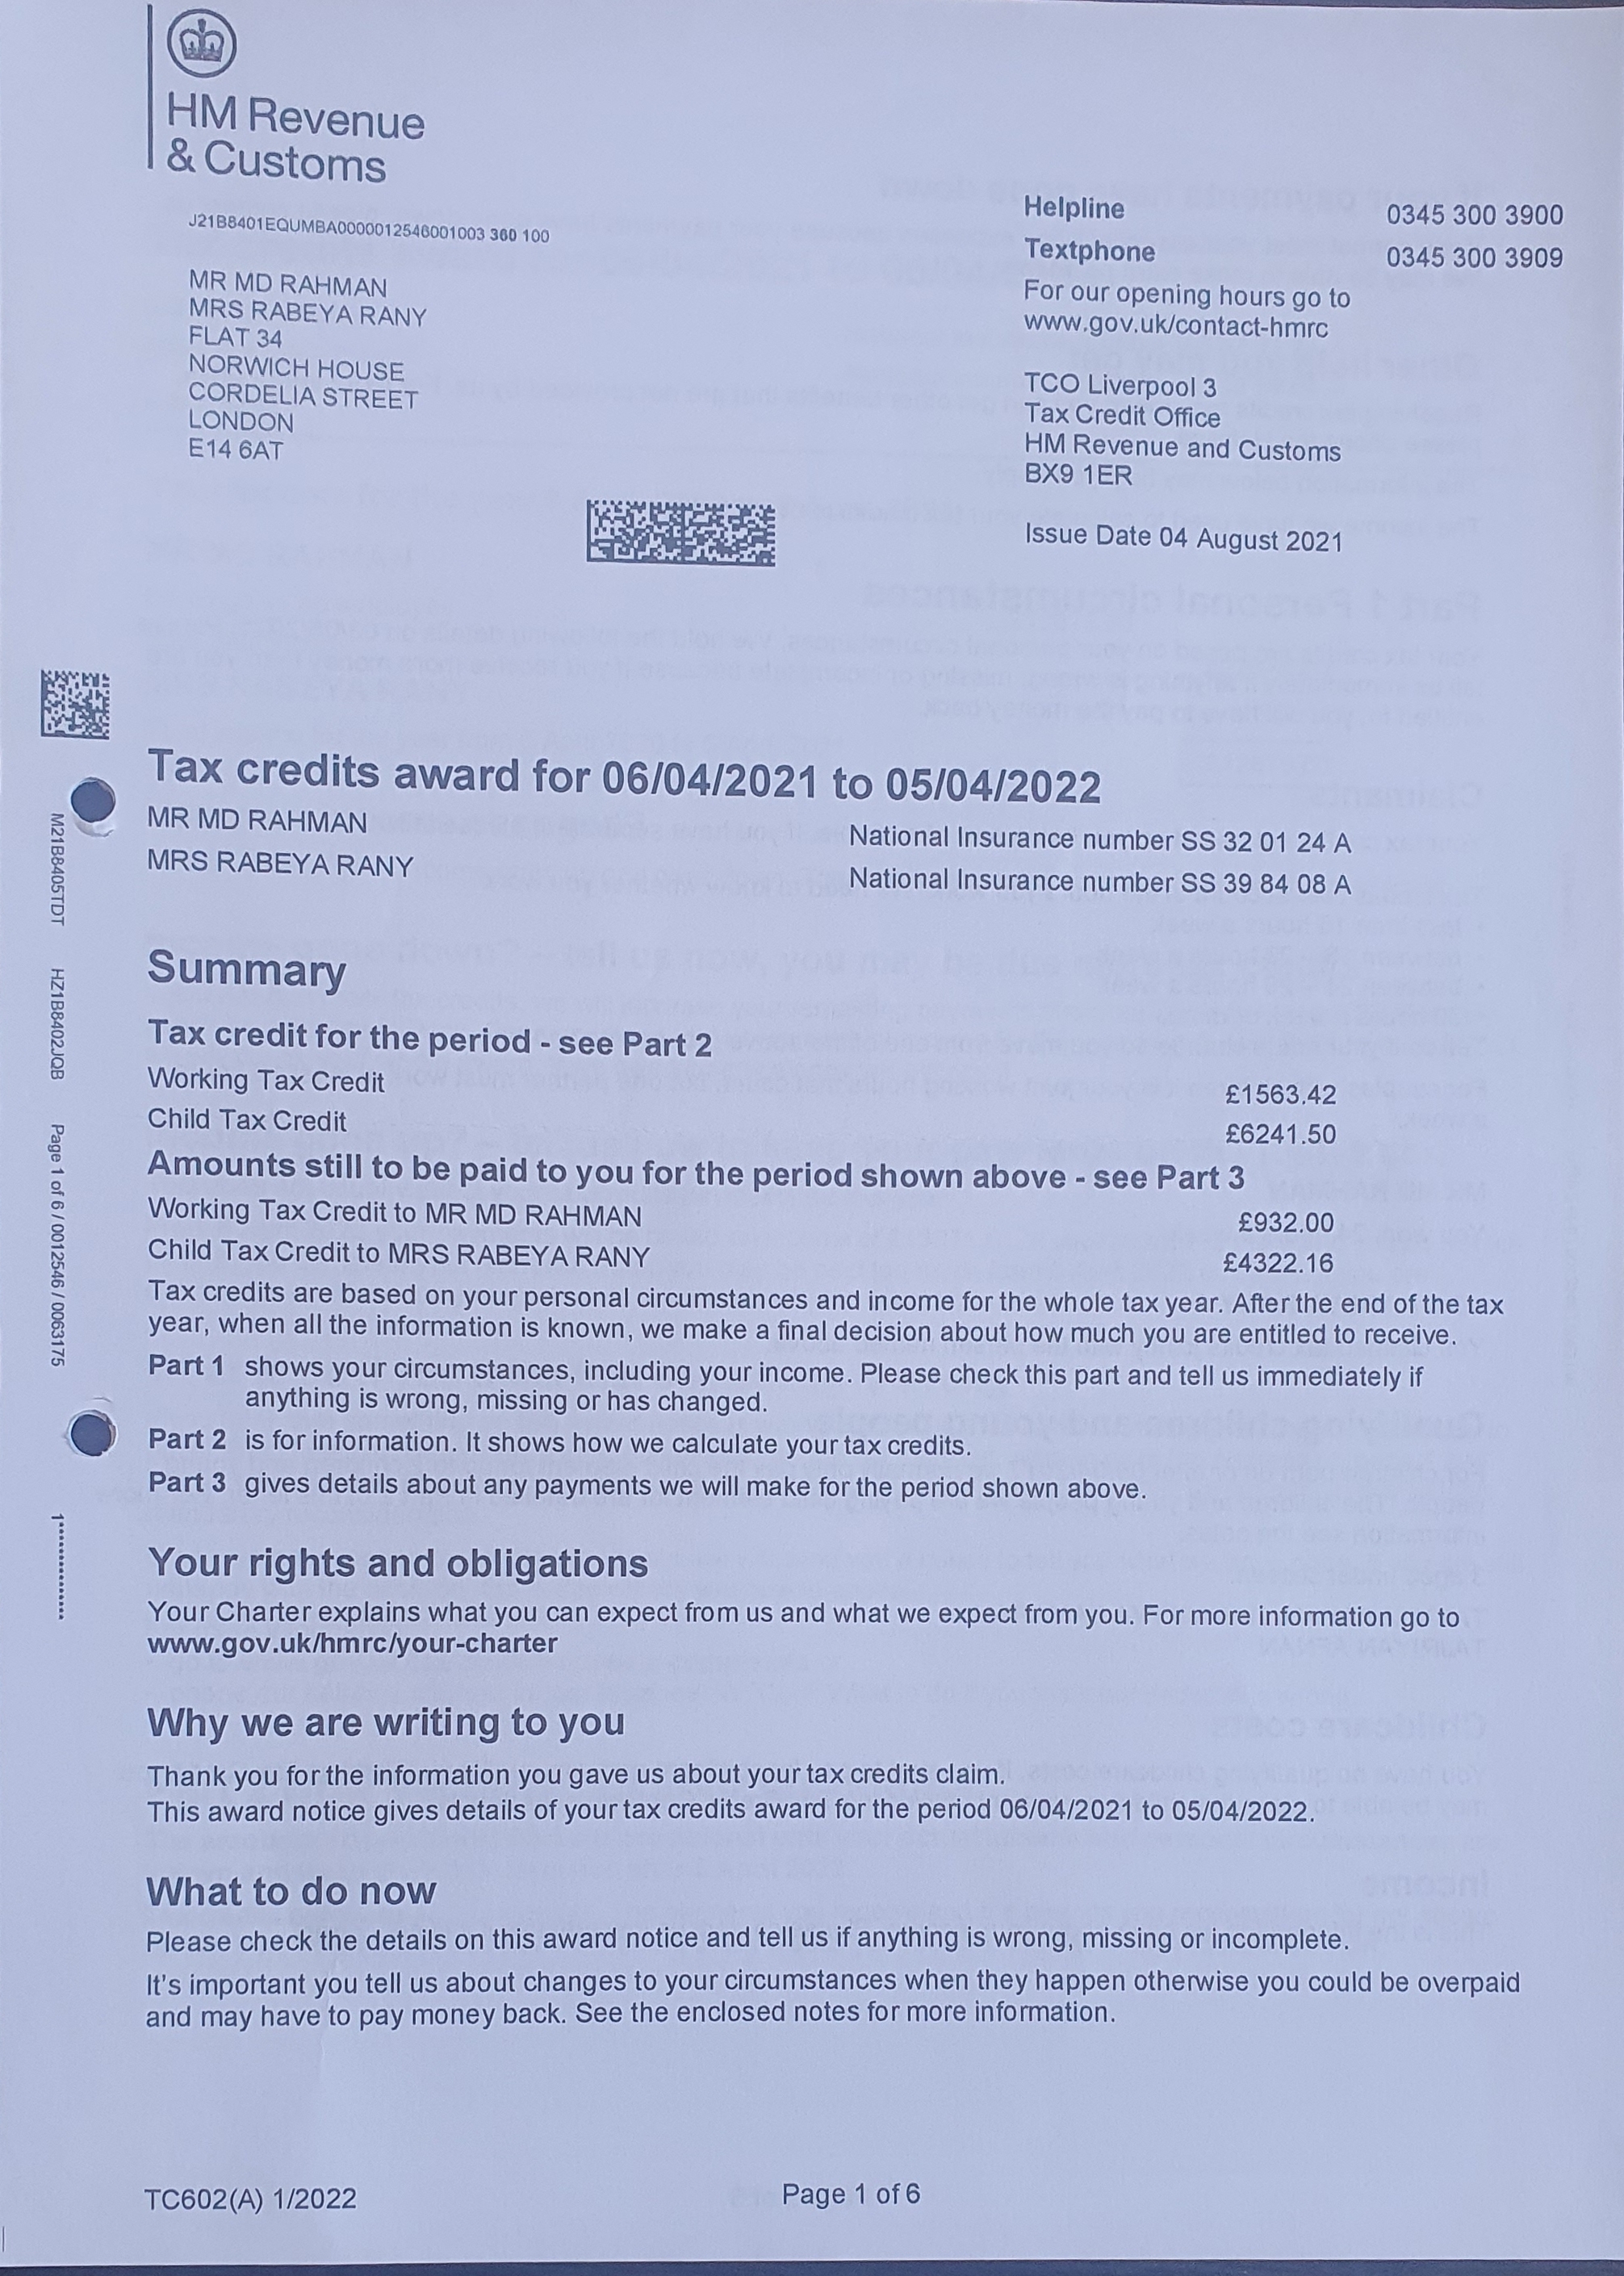 HM Revenue
& Customs
J21B8401EQUMBA0000012546001003 360 100
MR MD RAHMAN
MRS RABEYA RANY
FLAT 34
NORWICH HOUSE
CORDELIA STREET
LONDON
E14 6AT
Helpline 0345 300 3900
Textphone 0345 300 3909
For our opening hours go to
www.gov.uk/contact-hmrc
TCO Liverpool 3
Tax Credit Office
HM Revenue and Customs
BX9 1ER
Issue Date 04 August 2021
M21B8405TDT HZ1B8402JQB Page 1 of 6 / 0012546 / 0063175
Tax credits award for 06/04/2021 to 05/04/2022
MR MD RAHMAN National Insurance number SS 32 01 24 A
MRS RABEYA RANY National Insurance number SS 39 84 08 A
Summary
Tax credit for the period - see Part 2
Working Tax Credit £1563.42
Child Tax Credit £6241.50
Amounts still to be paid to you for the period shown above - see Part 3
Working Tax Credit to MR MD RAHMAN £932.00
Child Tax Credit to MRS RABEYA RANY £4322.16
Tax credits are based on your personal circumstances and income for the whole tax year. After the end of the tax
year, when all the information is known, we make a final decision about how much you are entitled to receive.
Part 1 shows your circumstances, including your income. Please check this part and tell us immediately if
anything is wrong, missing or has changed.
Part 2 is for information. It shows how we calculate your tax credits.
Part 3 gives details about any payments we will make for the period shown above.
Your rights and obligations
Your Charter explains what you can expect from us and what we expect from you. For more information go to
www.gov.uk/hmrc/your-charter
Why we are writing to you
Thank you for the information you gave us about your tax credits claim.
This award notice gives details of your tax credits award for the period 06/04/2021 to 05/04/2022.
What to do now
Please check the details on this award notice and tell us if anything is wrong, missing or incomplete.
It's important you tell us about changes to your circumstances when they happen otherwise you could be overpaid
and may have to pay money back. See the enclosed notes for more information.
TC602(A) 1/2022
Page 1 of 6